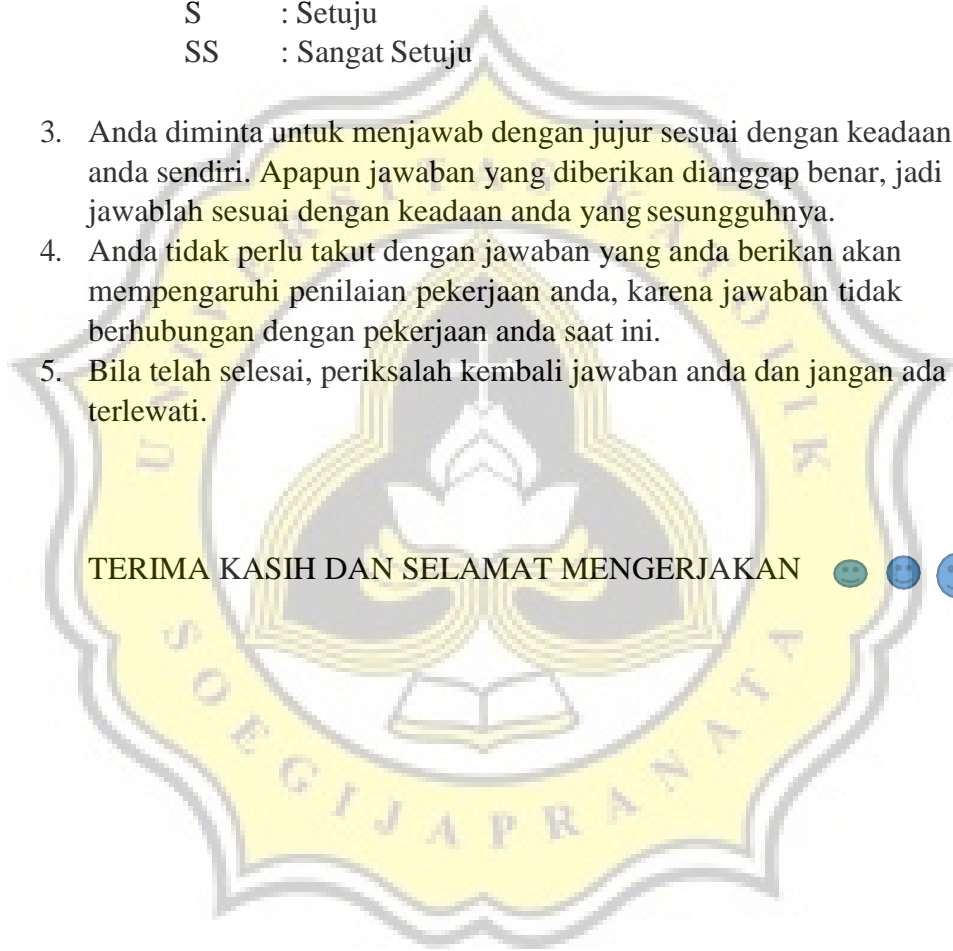 S : Setuju
SS : Sangat Setuju
3. Anda diminta untuk menjawab dengan jujur sesuai dengan keadaan
anda sendiri. Apapun jawaban yang diberikan dianggap benar, jadi
jawablah sesuai dengan keadaan anda yang sesungguhnya.
4. Anda tidak perlu takut dengan jawaban yang anda berikan akan
mempengaruhi penilaian pekerjaan anda, karena jawaban tidak
berhubungan dengan pekerjaan anda saat ini.
5. Bila telah selesai, periksalah kembali jawaban anda dan jangan ada
terlewati.
TERIMA KASIH DAN SELAMAT MENGERJAKAN
UNIVERSITAS KATOLIK
SOEGIJAPRANATA